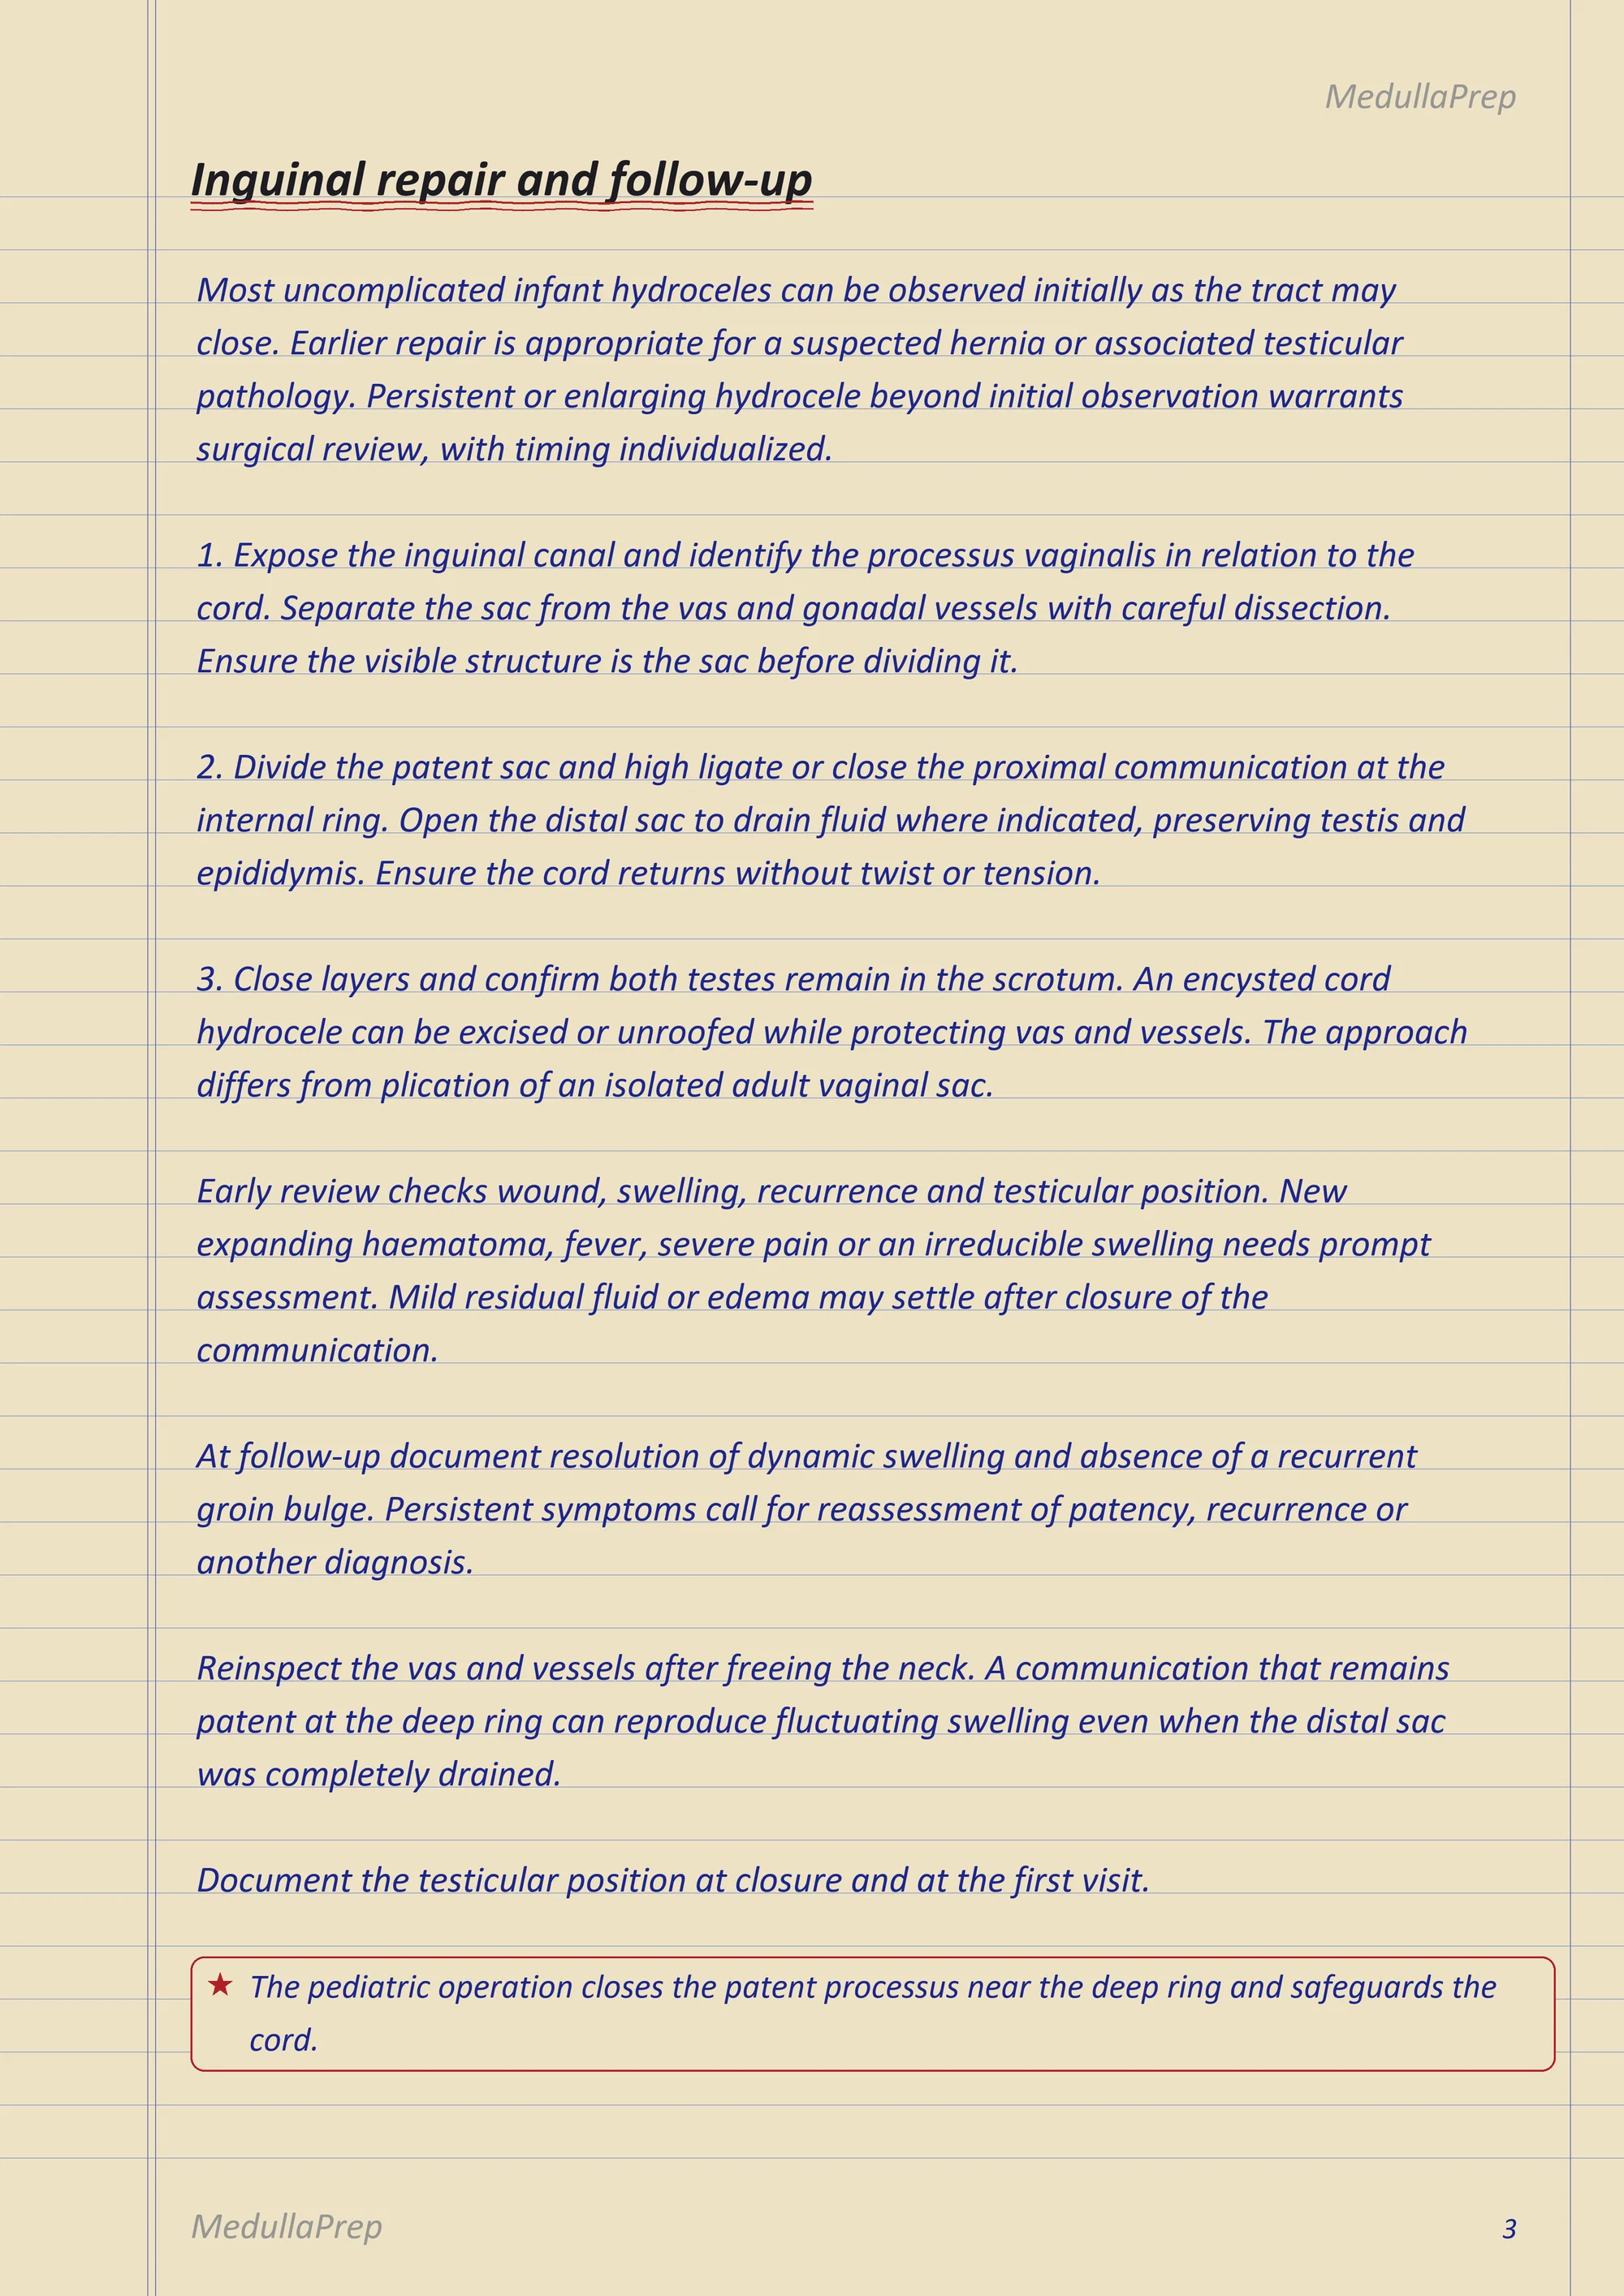 MedullaPrep
Inguinal repair and follow-up
Most uncomplicated infant hydroceles can be observed initially as the tract may
close. Earlier repair is appropriate for a suspected hernia or associated testicular
pathology. Persistent or enlarging hydrocele beyond initial observation warrants
surgical review, with timing individualized.
1. Expose the inguinal canal and identify the processus vaginalis in relation to the
cord. Separate the sac from the vas and gonadal vessels with careful dissection.
Ensure the visible structure is the sac before dividing it.
2. Divide the patent sac and high ligate or close the proximal communication at the
internal ring. Open the distal sac to drain fluid where indicated, preserving testis and
epididymis. Ensure the cord returns without twist or tension.
3. Close layers and confirm both testes remain in the scrotum. An encysted cord
hydrocele can be excised or unroofed while protecting vas and vessels. The approach
differs from plication of an isolated adult vaginal sac.
Early review checks wound, swelling, recurrence and testicular position. New
expanding haematoma, fever, severe pain or an irreducible swelling needs prompt
assessment. Mild residual fluid or edema may settle after closure of the
communication.
At follow-up document resolution of dynamic swelling and absence of a recurrent
groin bulge. Persistent symptoms call for reassessment of patency, recurrence or
another diagnosis.
Reinspect the vas and vessels after freeing the neck. A communication that remains
patent at the deep ring can reproduce fluctuating swelling even when the distal sac
was completely drained.
Document the testicular position at closure and at the first visit.
★ The pediatric operation closes the patent processus near the deep ring and safeguards the
cord.
MedullaPrep
3